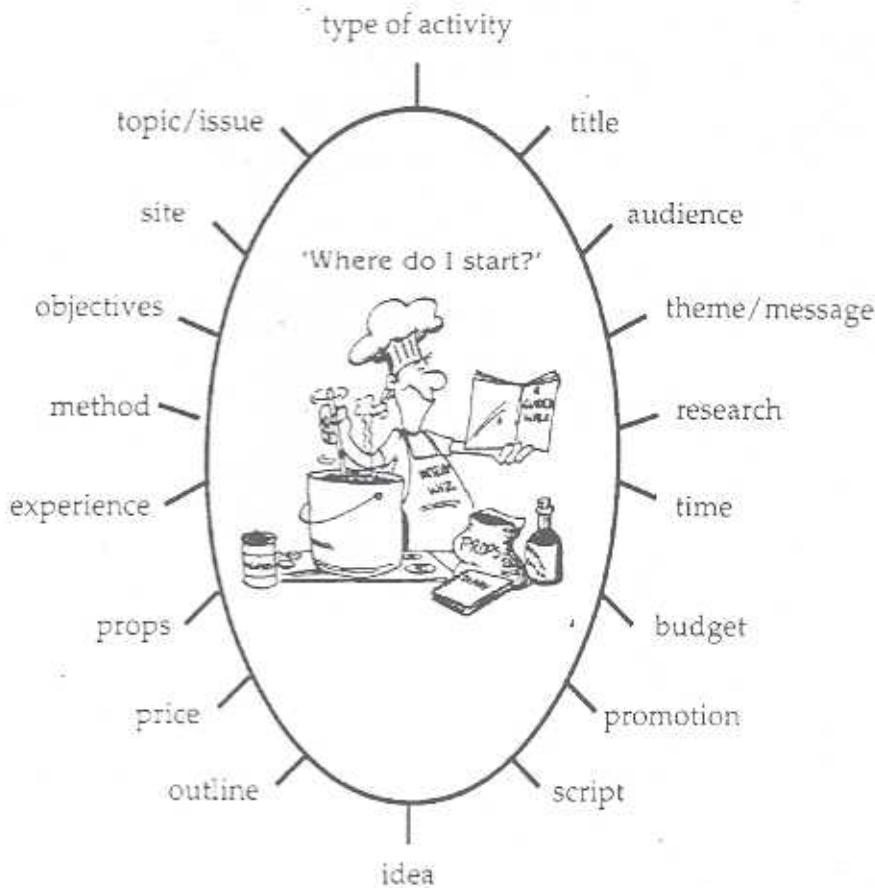 type of activity
topic/issue
title
site
audience
'Where do I start?'
objectives
theme/message
method
research
experience
time
PROPS
props
budget
price
promotion
outline
script
idea